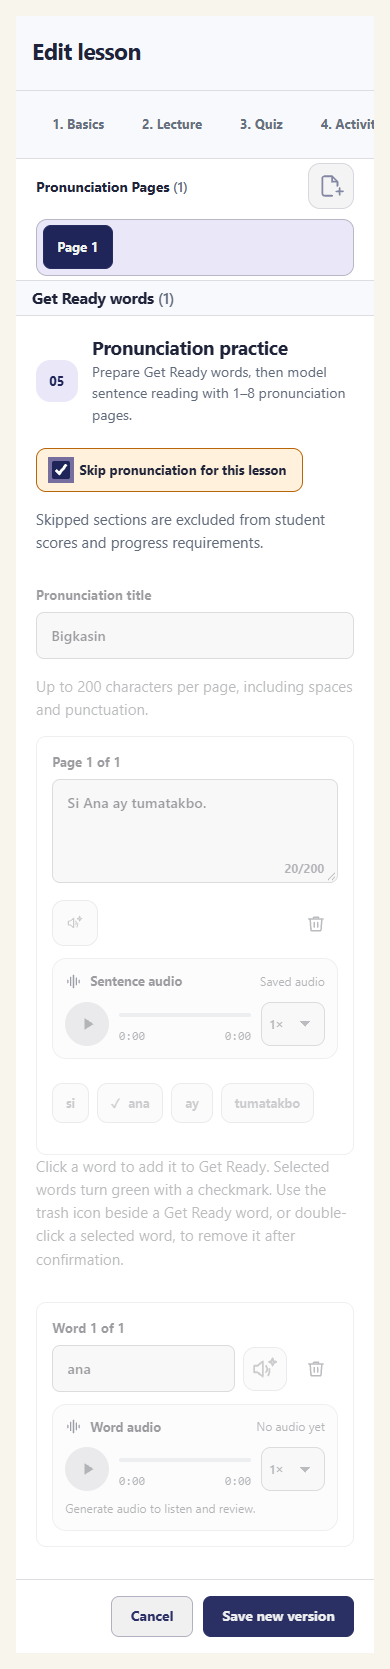 Edit lesson
1. Basics 2. Lecture 3. Quiz 4. Activit
Pronunciation Pages (1)
Page 1
Get Ready words (1)
05
Pronunciation practice
Prepare Get Ready words, then model
sentence reading with 1–8 pronunciation
pages.
Skip pronunciation for this lesson
Skipped sections are excluded from student
scores and progress requirements.
Pronunciation title
Bigkasin
Up to 200 characters per page, including spaces
and punctuation.
Page 1 of 1
Si Ana ay tumatakbo.
20/200
Sentence audio Saved audio
1×
0:00 0:00
si ✓ ana ay tumatakbo
Click a word to add it to Get Ready. Selected
words turn green with a checkmark. Use the
trash icon beside a Get Ready word, or double-
click a selected word, to remove it after
confirmation.
Word 1 of 1
ana
Word audio No audio yet
1×
0:00 0:00
Generate audio to listen and review.
Cancel Save new version